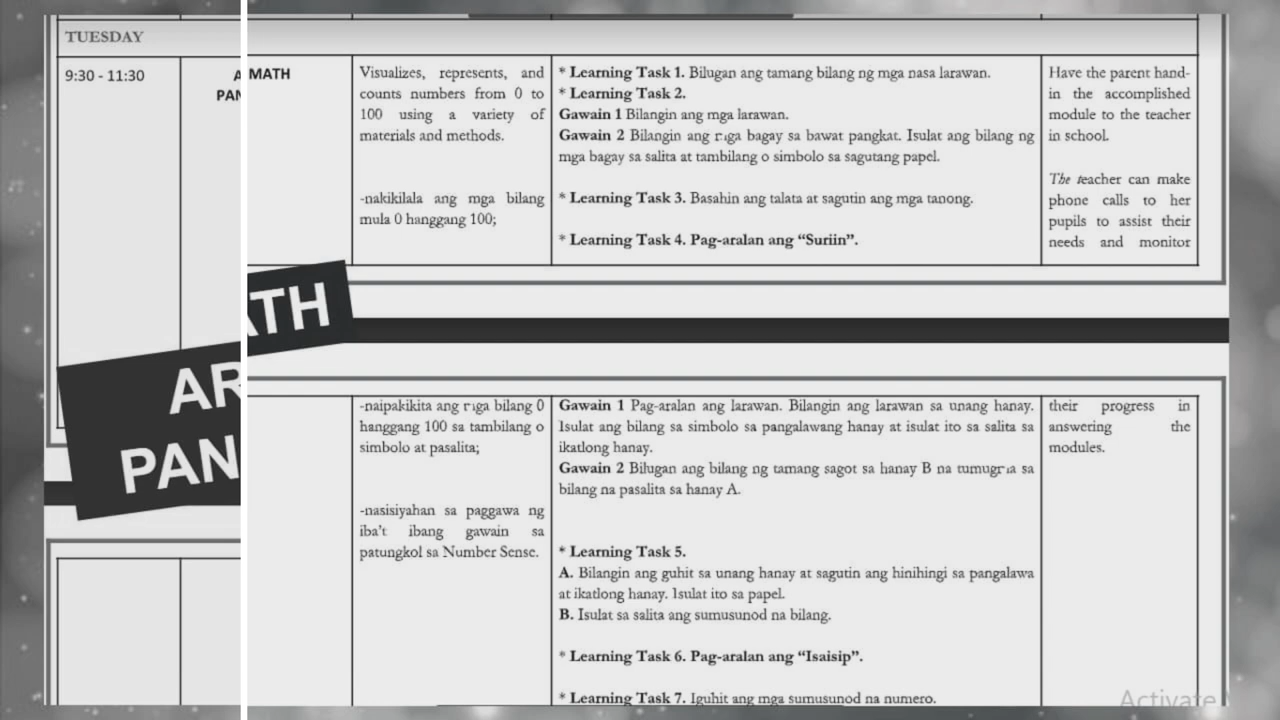 TUESDAY
9:30 - 11:30
A
PAN
MATH
Visualizes, represents, and
counts numbers from 0 to
100 using a variety of
materials and methods.
-nakikilala ang mga bilang
mula 0 hanggang 100;
* Learning Task 1. Bilugan ang tamang bilang ng mga nasa larawan.
* Learning Task 2.
Gawain 1 Bilangin ang mga larawan.
Gawain 2 Bilangin ang mga bagay sa bawat pangkat. Isulat ang bilang ng
mga bagay sa salita at tambilang o simbolo sa sagutang papel.
* Learning Task 3. Basahin ang talata at sagutin ang mga tanong.
* Learning Task 4. Pag-aralan ang “Suriin”.
Have the parent hand-
in the accomplished
module to the teacher
in school.
The teacher can make
phone calls to her
pupils to assist their
needs and monitor
ATH
AR
PAN
-naipakikita ang mga bilang 0
hanggang 100 sa tambilang o
simbolo at pasalita;
-nasisiyahan sa paggawa ng
iba’t ibang gawain sa
patungkol sa Number Sense.
Gawain 1 Pag-aralan ang larawan. Bilangin ang larawan sa unang hanay.
Isulat ang bilang sa simbolo sa pangalawang hanay at isulat ito sa salita sa
ikatlong hanay.
Gawain 2 Bilugan ang bilang ng tamang sagot sa hanay B na tumugma sa
bilang na pasalita sa hanay A.
* Learning Task 5.
A. Bilangin ang guhit sa unang hanay at sagutin ang hinihingi sa pangalawa
at ikatlong hanay. Isulat ito sa papel.
B. Isulat sa salita ang sumusunod na bilang.
* Learning Task 6. Pag-aralan ang “Isaisip”.
* Learning Task 7. Iguhit ang mga sumusunod na numero.
their progress in
answering the
modules.
Activate